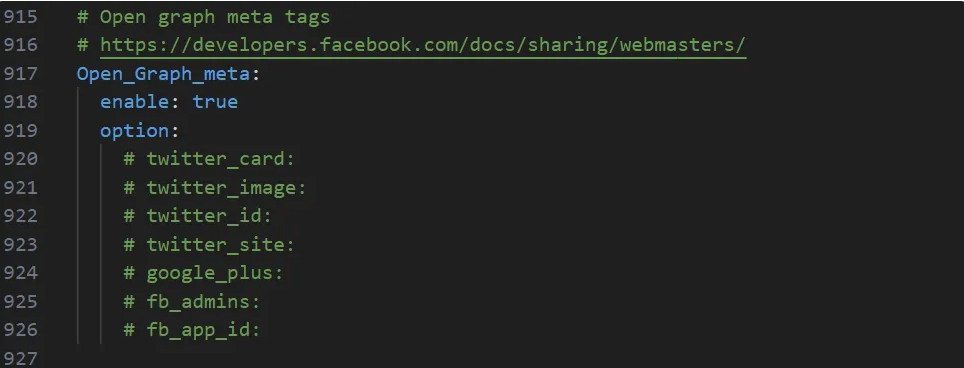 915 # Open graph meta tags
916 # https://developers.facebook.com/docs/sharing/webmasters/
917 Open_Graph_meta:
918 enable: true
919 option:
920 # twitter_card:
921 # twitter_image:
922 # twitter_id:
923 # twitter_site:
924 # google_plus:
925 # fb_admins:
926 # fb_app_id:
927